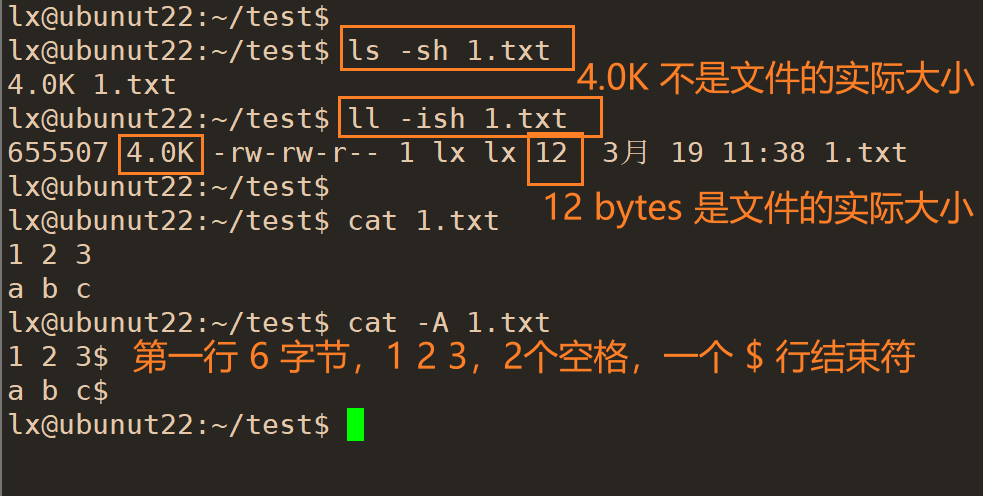 lx@ubunut22:~/test$
lx@ubunut22:~/test$ ls -sh 1.txt
4.0K 不是文件的实际大小
4.0K 1.txt
lx@ubunut22:~/test$ ll -ish 1.txt
655507 4.0K -rw-rw-r-- 1 lx lx 12  3月 19 11:38 1.txt
lx@ubunut22:~/test$
12 bytes 是文件的实际大小
lx@ubunut22:~/test$ cat 1.txt
1 2 3
a b c
lx@ubunut22:~/test$ cat -A 1.txt
1 2 3$ 第一行 6 字节，1 2 3，2个空格，一个 $ 行结束符
a b c$
lx@ubunut22:~/test$